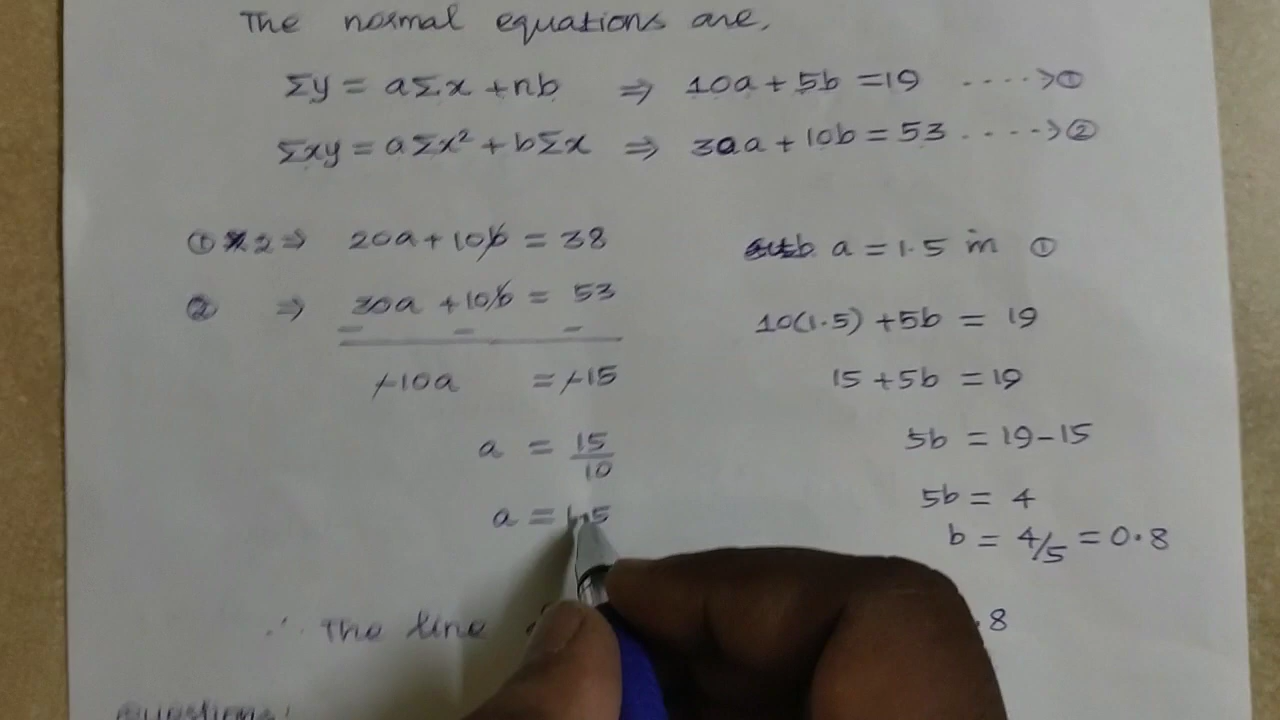 The normal equations are,
Σy = aΣx + nb ⇒ 10a + 5b = 19 ....→①
Σxy = aΣx² + bΣx ⇒ 30a + 10b = 53 ....→②
① × 2 ⇒ 20a + 10b = 38
② ⇒ 30a + 10b = 53
− − −
-10a = -15
a = 15/10
a = 1.5
sub a = 1.5 in ①
10(1.5) + 5b = 19
15 + 5b = 19
5b = 19 - 15
5b = 4
b = 4/5 = 0.8
∴ The line
.8
Questions: